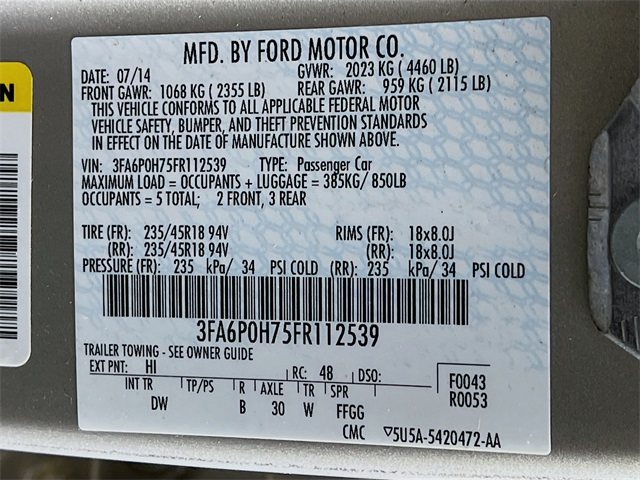 MFD. BY FORD MOTOR CO.
DATE: 07/14 GVWR: 2023 KG ( 4460 LB)
FRONT GAWR: 1068 KG ( 2355 LB) REAR GAWR: 959 KG ( 2115 LB)
THIS VEHICLE CONFORMS TO ALL APPLICABLE FEDERAL MOTOR
VEHICLE SAFETY, BUMPER, AND THEFT PREVENTION STANDARDS
IN EFFECT ON THE DATE OF MANUFACTURE SHOWN ABOVE.
VIN: 3FA6P0H75FR112539 TYPE: Passenger Car
MAXIMUM LOAD = OCCUPANTS + LUGGAGE = 385KG/ 850LB
OCCUPANTS = 5 TOTAL; 2 FRONT, 3 REAR
TIRE (FR): 235/45R18 94V RIMS (FR): 18x8.0J
(RR): 235/45R18 94V (RR): 18x8.0J
PRESSURE (FR): 235 kPa/ 34 PSI COLD (RR): 235 kPa/ 34 PSI COLD
3FA6P0H75FR112539
TRAILER TOWING - SEE OWNER GUIDE
EXT PNT: HI RC: 48 DSO: F0043
INT TR TP/PS R AXLE TR SPR R0053
DW B 30 W FFGG
CMC ▽5U5A-5420472-AA